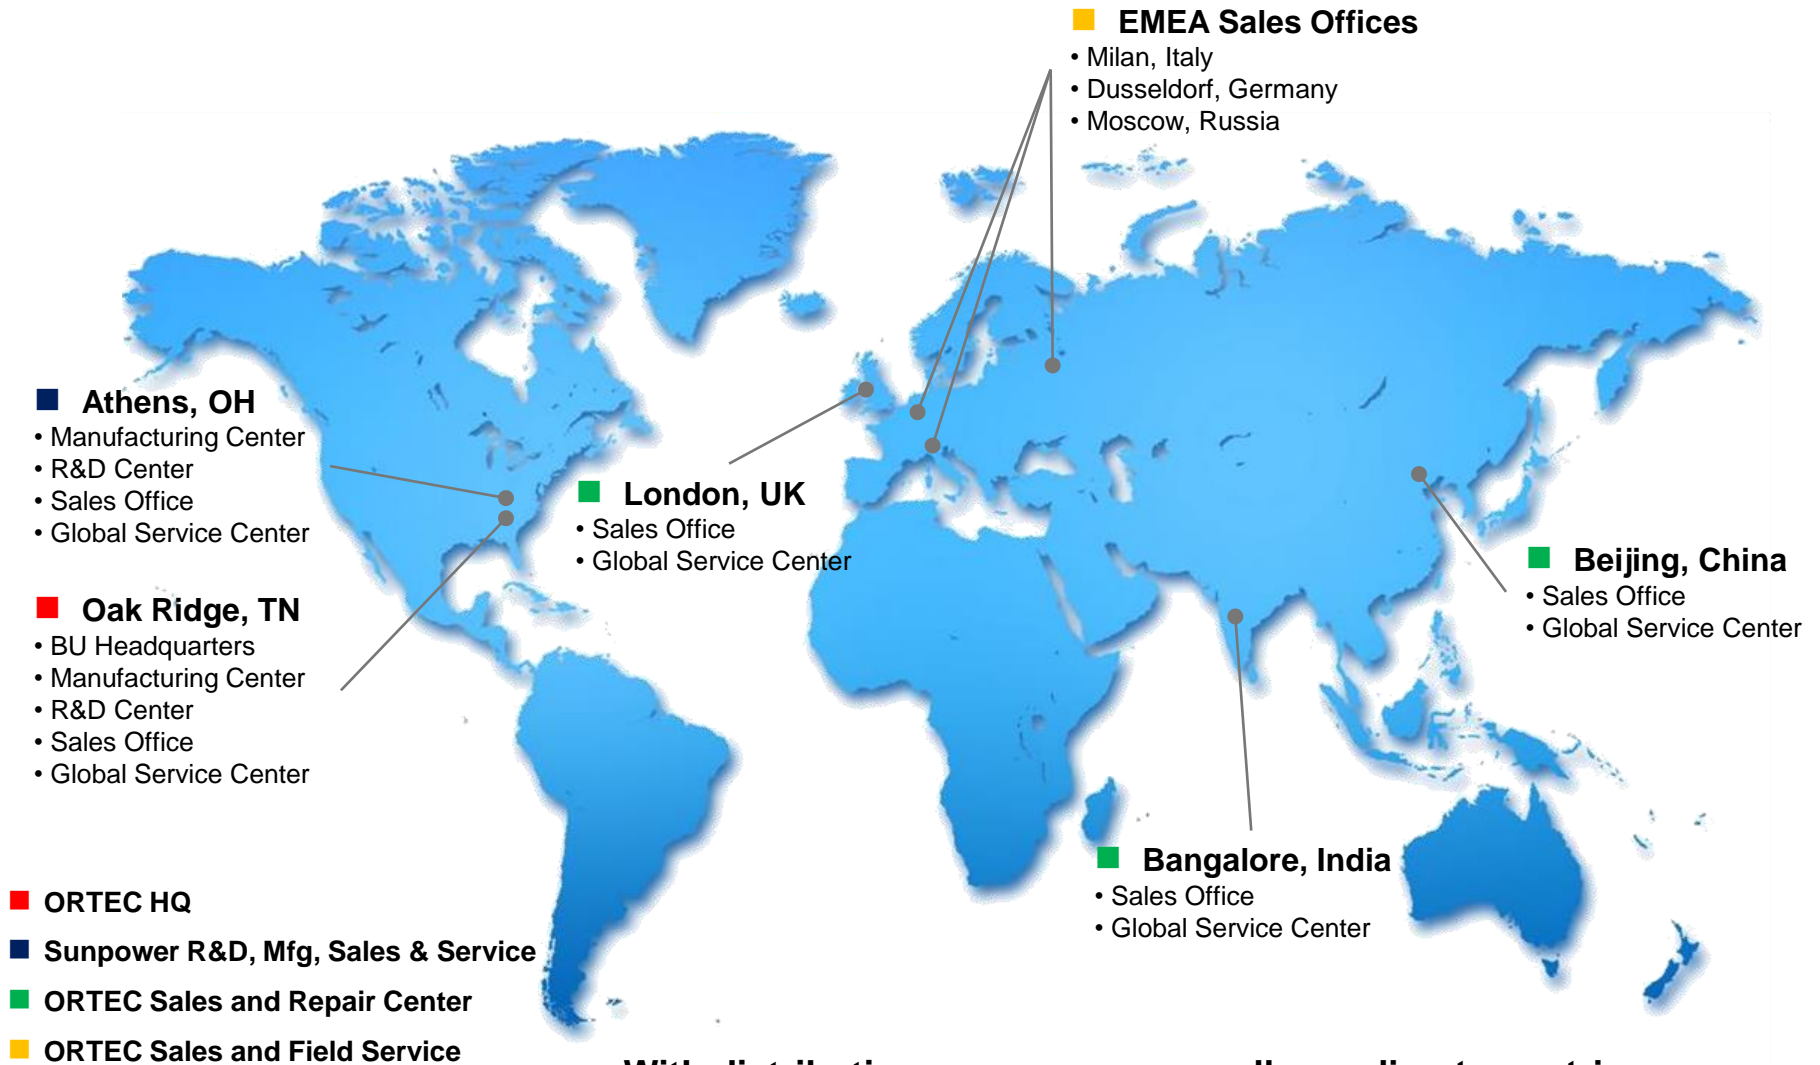 EMEA Sales Offices
• Milan, Italy
• Dusseldorf, Germany
• Moscow, Russia
Athens, OH
• Manufacturing Center
• R&D Center
• Sales Office
• Global Service Center
London, UK
• Sales Office
• Global Service Center
Beijing, China
• Sales Office
• Global Service Center
Oak Ridge, TN
• BU Headquarters
• Manufacturing Center
• R&D Center
• Sales Office
• Global Service Center
Bangalore, India
• Sales Office
• Global Service Center
ORTEC HQ
Sunpower R&D, Mfg, Sales & Service
ORTEC Sales and Repair Center
ORTEC Sales and Field Service